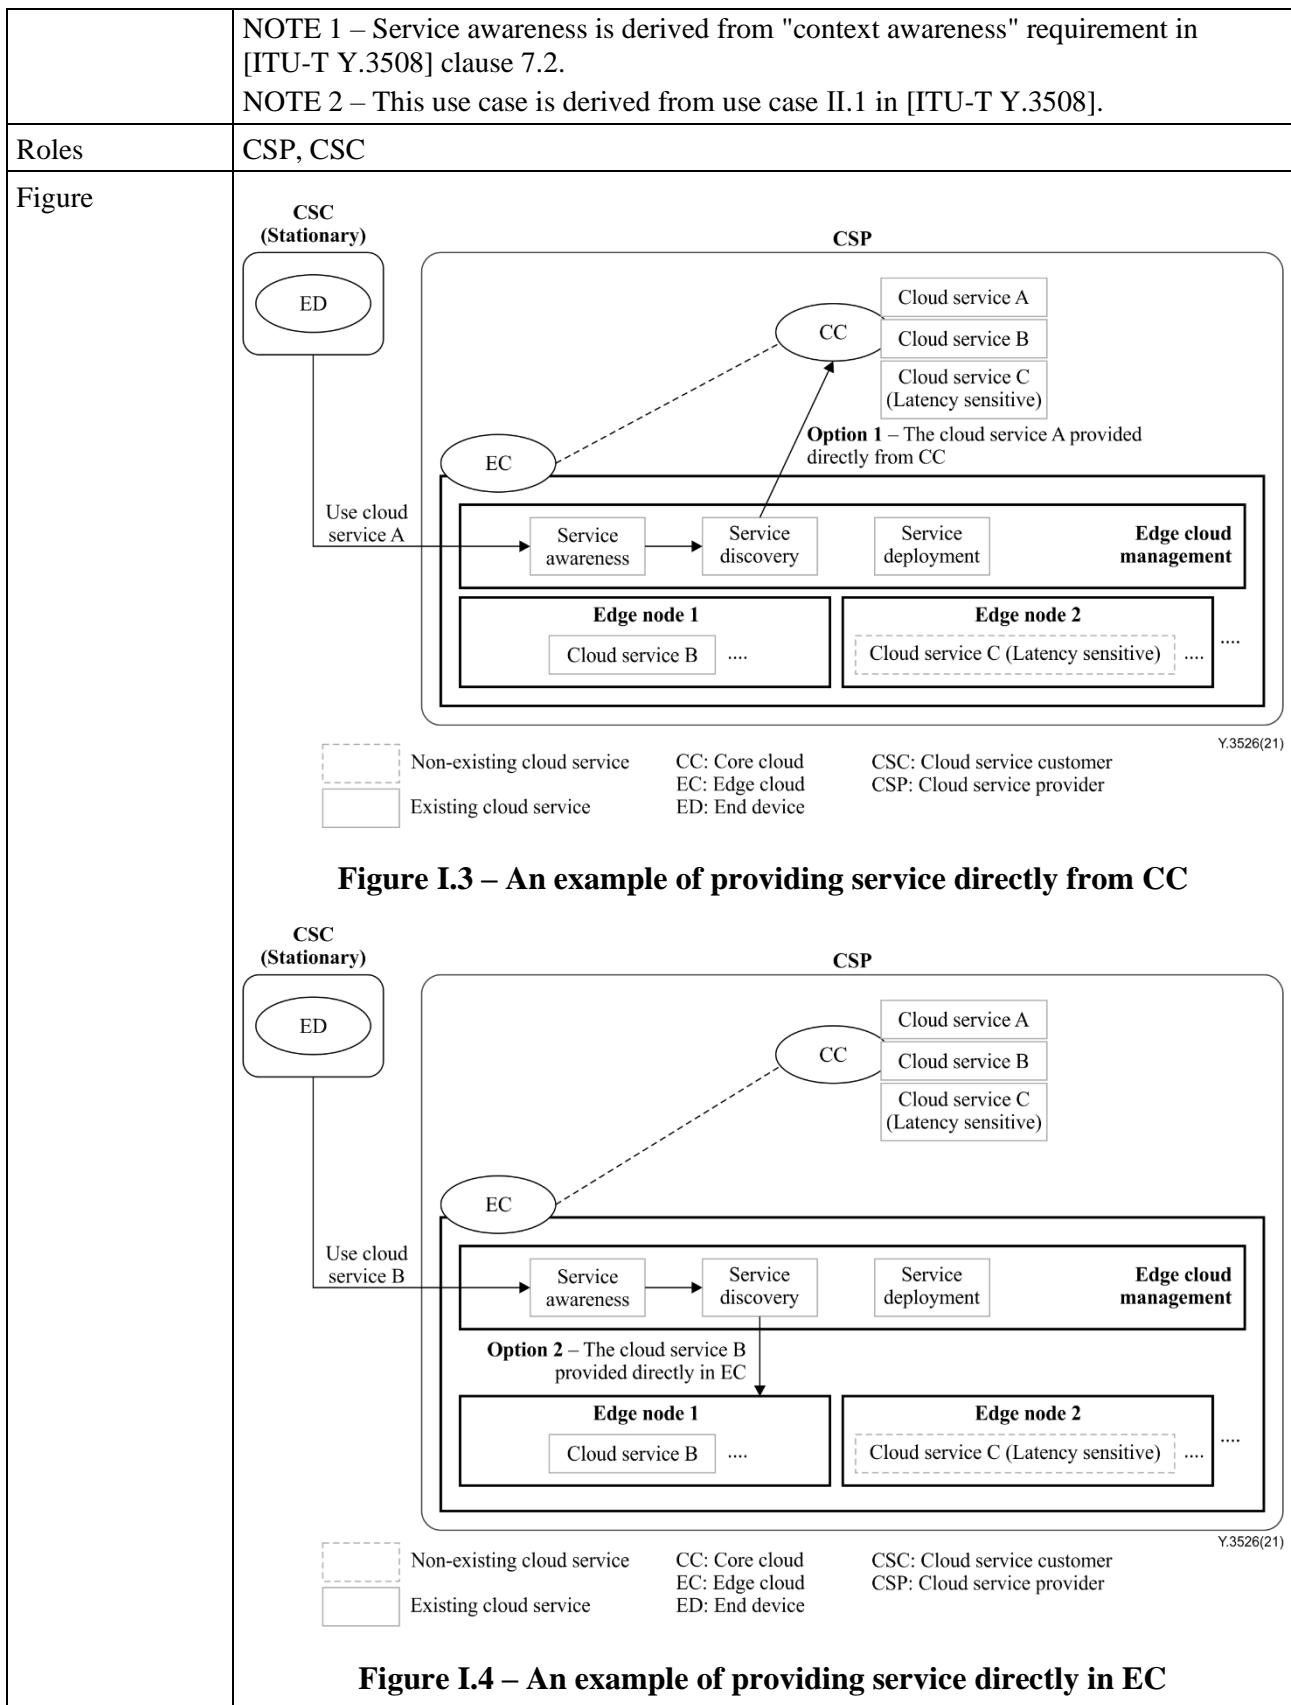 NOTE 1 – Service awareness is derived from "context awareness" requirement in
[ITU-T Y.3508] clause 7.2.
NOTE 2 – This use case is derived from use case II.1 in [ITU-T Y.3508].
Roles
CSP, CSC
Figure
CSC
(Stationary)
CSP
ED
CC
Cloud service A
Cloud service B
Cloud service C
(Latency sensitive)
Option 1 – The cloud service A provided
directly from CC
EC
Use cloud
service A
Service
awareness
Service
discovery
Service
deployment
Edge cloud
management
Edge node 1
Cloud service B
....
Edge node 2
Cloud service C (Latency sensitive)
....
....
Y.3526(21)
Non-existing cloud service
Existing cloud service
CC: Core cloud
EC: Edge cloud
ED: End device
CSC: Cloud service customer
CSP: Cloud service provider
Figure I.3 – An example of providing service directly from CC
CSC
(Stationary)
CSP
ED
CC
Cloud service A
Cloud service B
Cloud service C
(Latency sensitive)
EC
Use cloud
service B
Service
awareness
Service
discovery
Service
deployment
Edge cloud
management
Option 2 – The cloud service B
provided directly in EC
Edge node 1
Cloud service B
....
Edge node 2
Cloud service C (Latency sensitive)
....
....
Y.3526(21)
Non-existing cloud service
Existing cloud service
CC: Core cloud
EC: Edge cloud
ED: End device
CSC: Cloud service customer
CSP: Cloud service provider
Figure I.4 – An example of providing service directly in EC